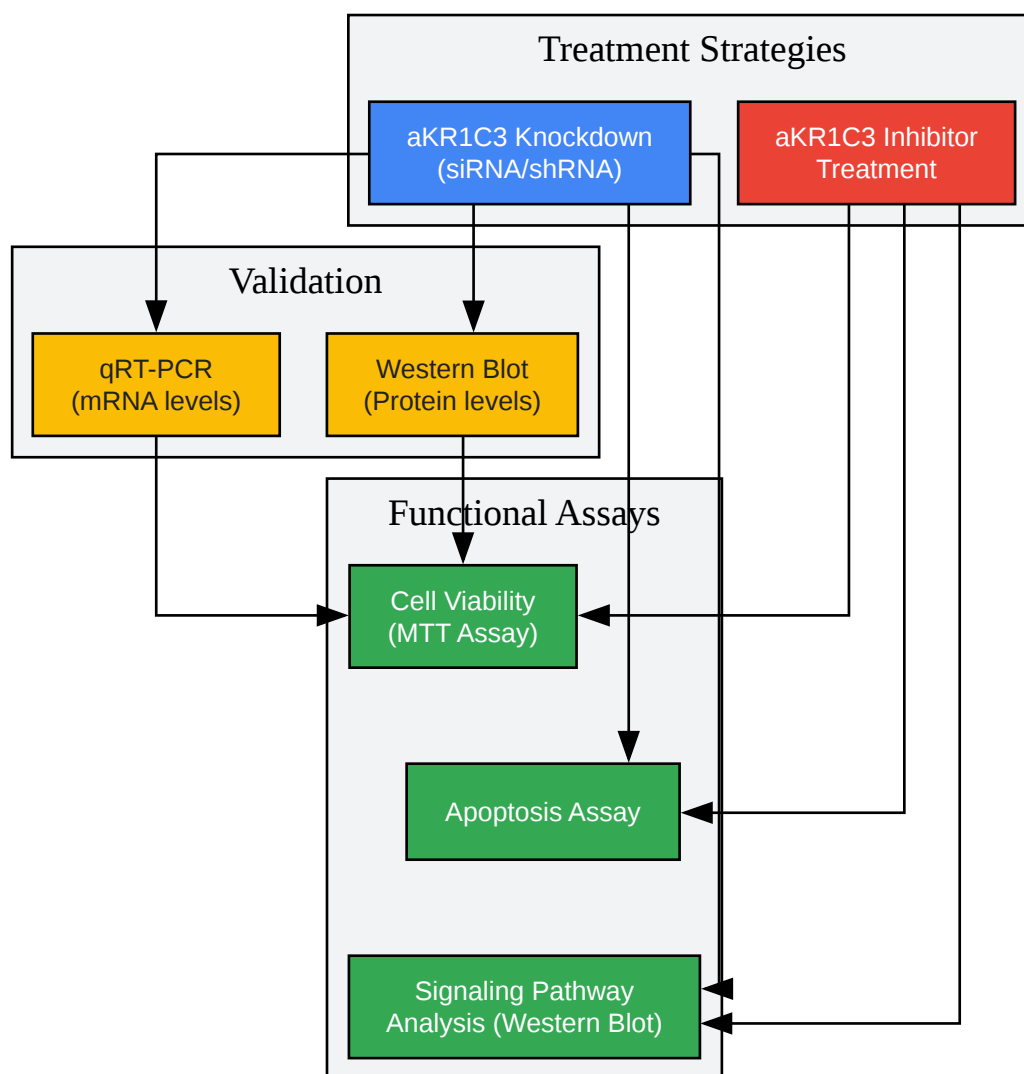 Treatment Strategies
aKR1C3 Knockdown
(siRNA/shRNA)
aKR1C3 Inhibitor
Treatment
Validation
qRT-PCR
(mRNA levels)
Western Blot
(Protein levels)
Functional Assays
Cell Viability
(MTT Assay)
Apoptosis Assay
Signaling Pathway
Analysis (Western Blot)